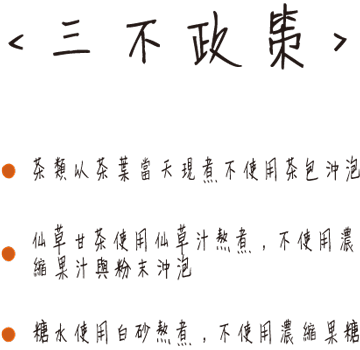 <三不政策>
茶類以茶葉當天現煮不使用茶包沖泡
仙草甘茶使用仙草汁熬煮，不使用濃
縮果汁與粉末沖泡
糖水使用白砂熬煮，不使用濃縮果糖